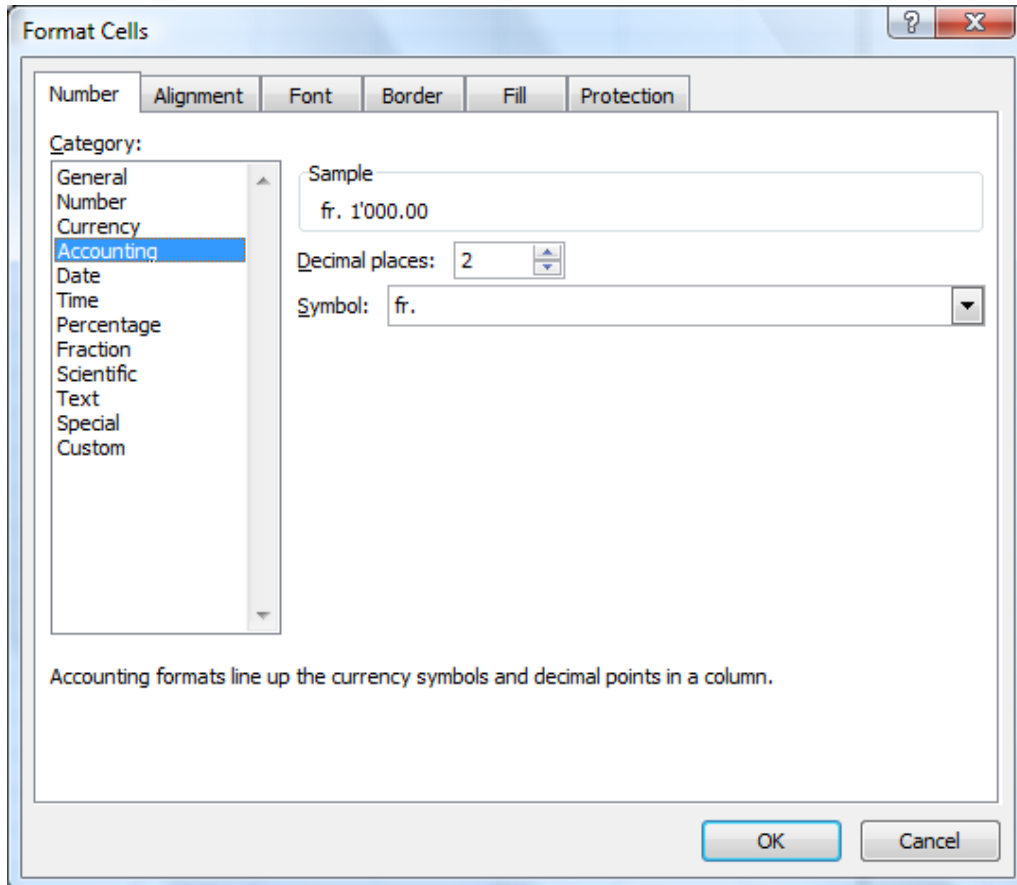 Format Cells
Number Alignment Font Border Fill Protection
Category:
General
Number
Currency
Accounting
Date
Time
Percentage
Fraction
Scientific
Text
Special
Custom
Sample
fr. 1'000.00
Decimal places: 2
Symbol: fr.
Accounting formats line up the currency symbols and decimal points in a column.
OK Cancel